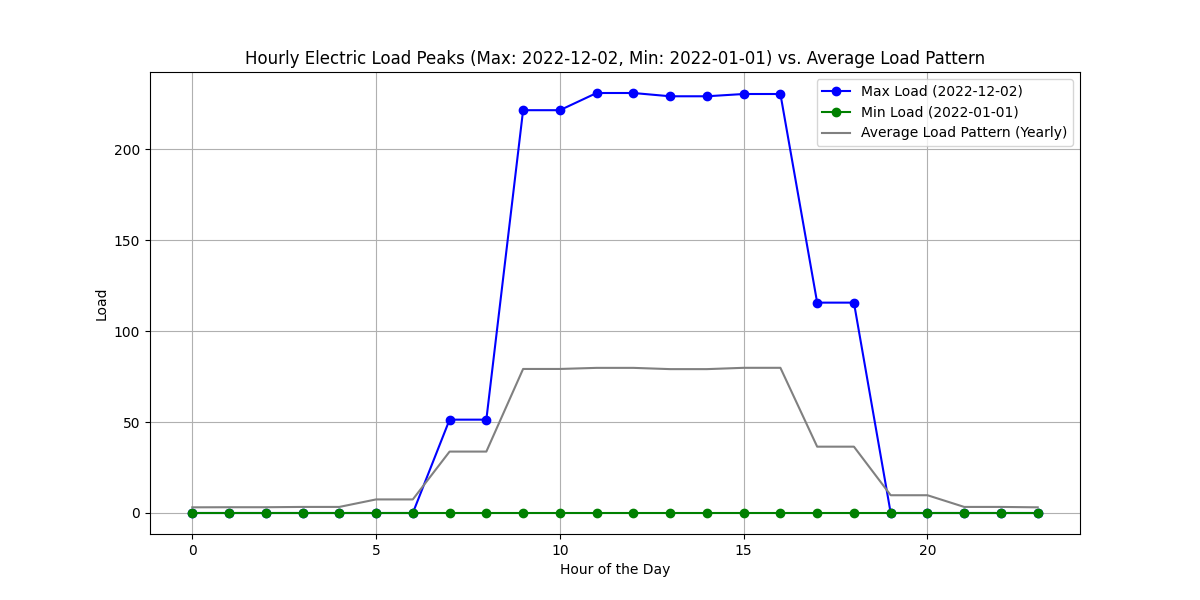 Hourly Electric Load Peaks (Max: 2022-12-02, Min: 2022-01-01) vs. Average Load Pattern
Max Load (2022-12-02)
Min Load (2022-01-01)
Average Load Pattern (Yearly)
200
150
100
50
0
Load
0 5 10 15 20
Hour of the Day